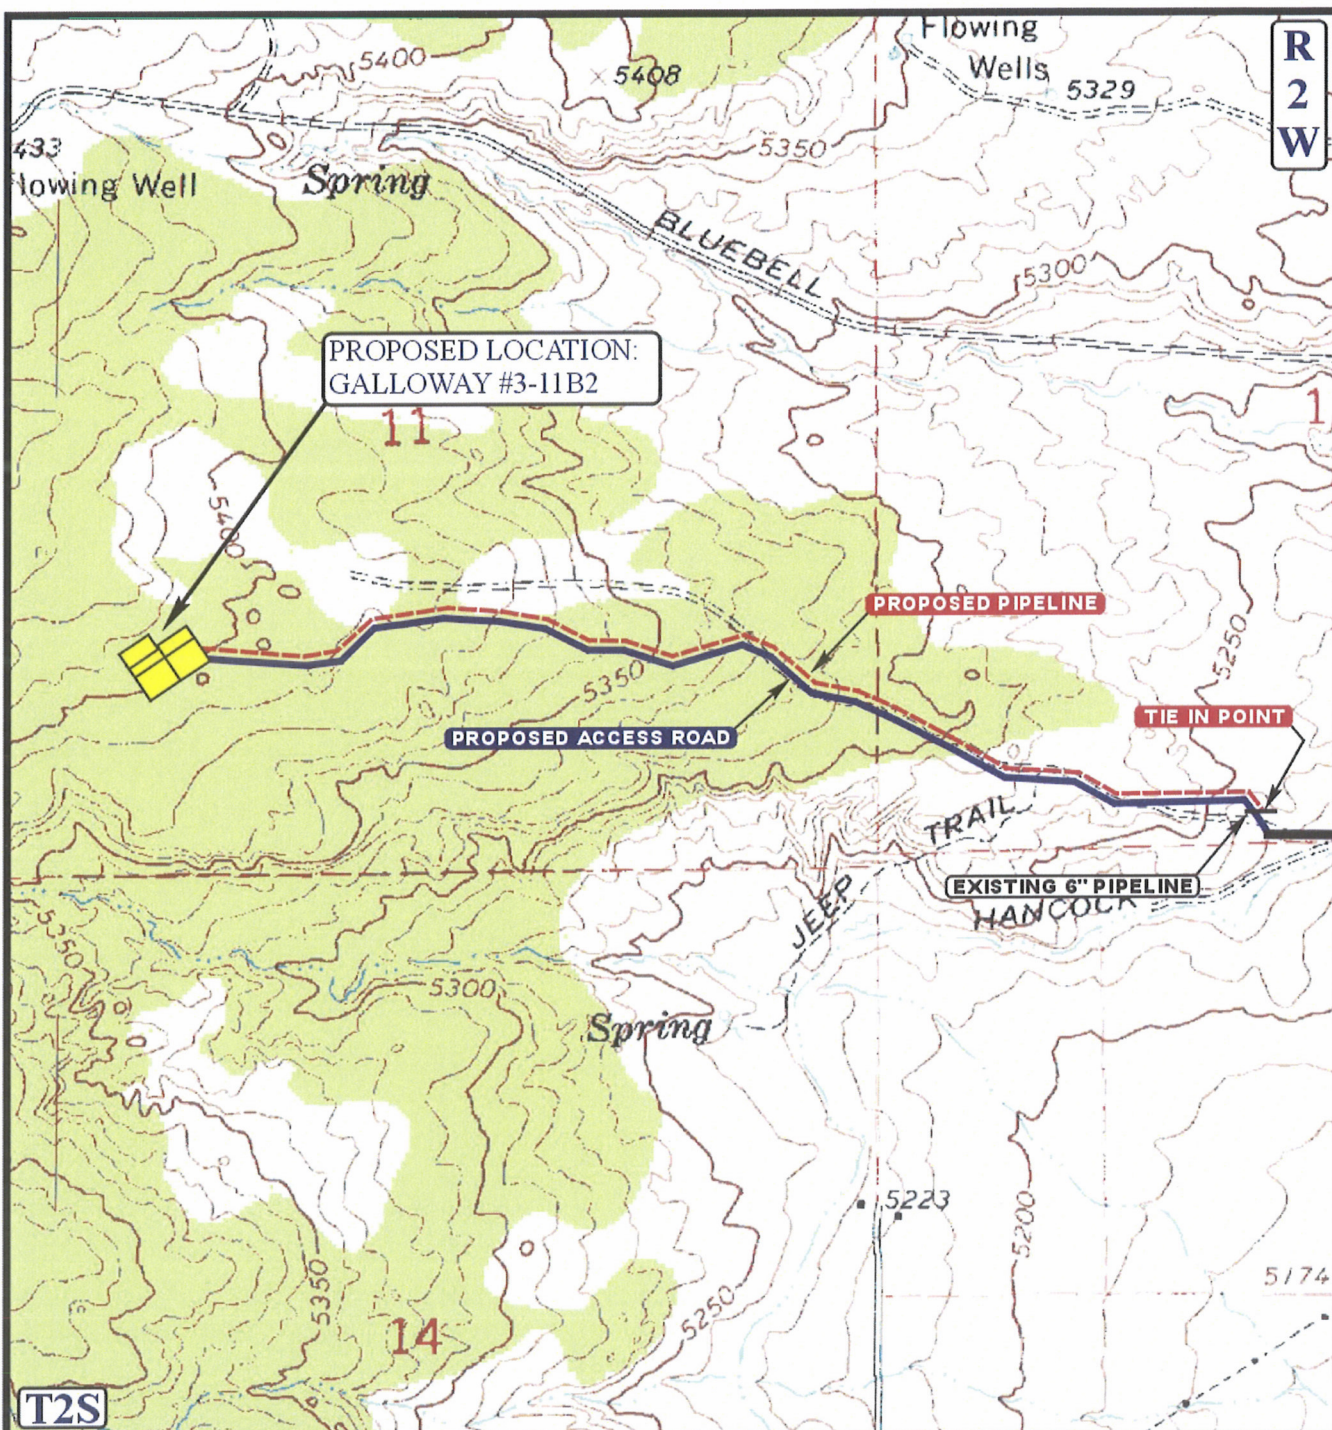 Flowing
Wells
R
2
W
5400
5408
5329
433
lowing Well
Spring
5350
BLUEBELL
5300
PROPOSED LOCATION:
GALLOWAY #3-11B2
11
1
5400
PROPOSED PIPELINE
5350
5250
TIE IN POINT
PROPOSED ACCESS ROAD
JEEP TRAIL
EXISTING 6" PIPELINE
HANCOCK
5350
5300
Spring
5223
5200
5174
5350
5250
14
T2S